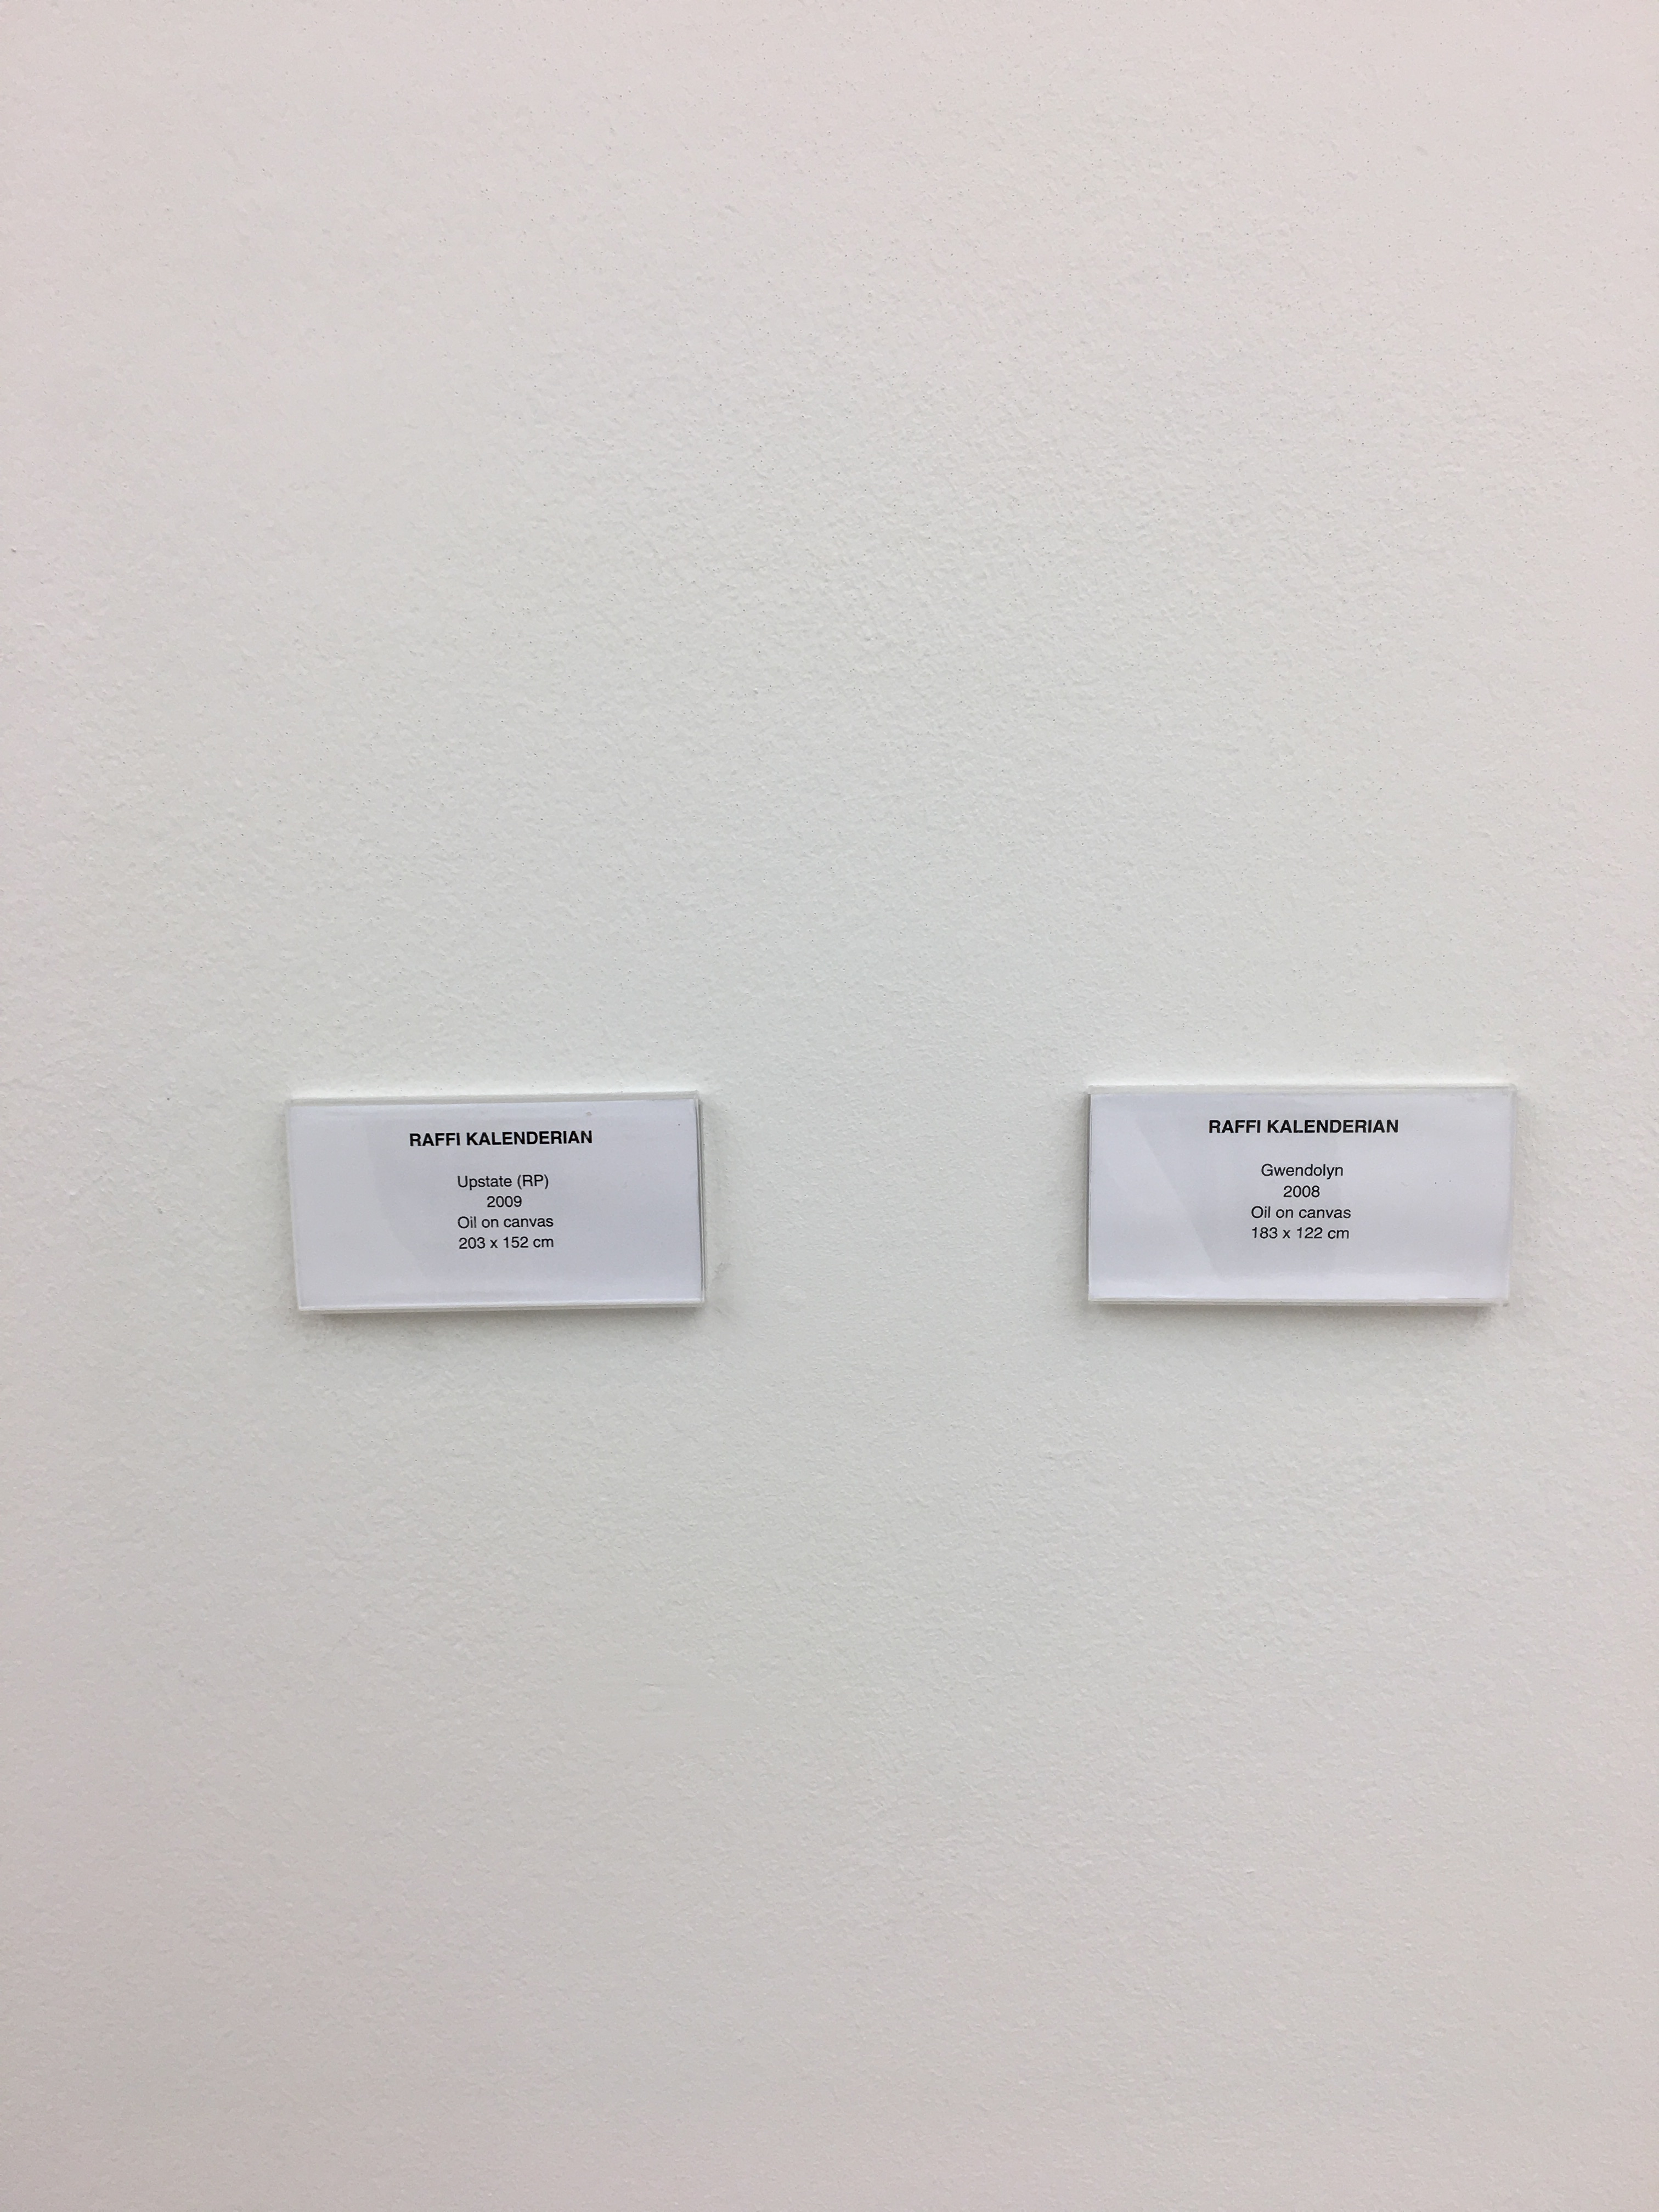 RAFFI KALENDERIAN
Upstate (RP)
2009
Oil on canvas
203 x 152 cm
RAFFI KALENDERIAN
Gwendolyn
2008
Oil on canvas
183 x 122 cm